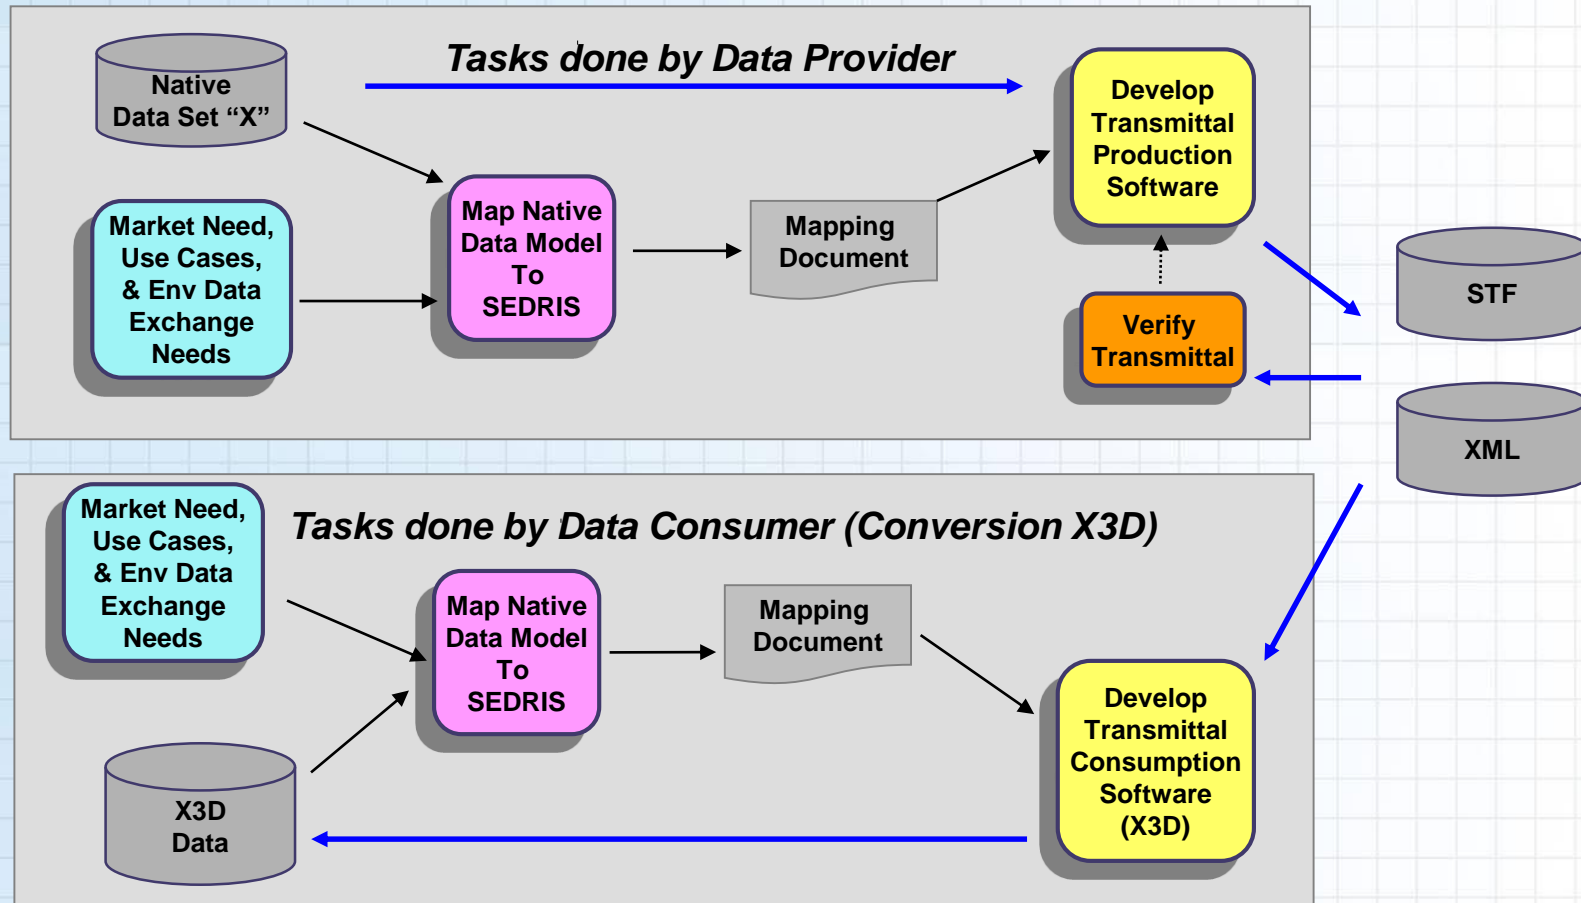 Tasks done by Data Provider
Native
Data Set “X”
Market Need,
Use Cases,
& Env Data
Exchange
Needs
Map Native
Data Model
To
SEDRIS
Mapping
Document
Develop
Transmittal
Production
Software
Verify
Transmittal
STF
XML
Tasks done by Data Consumer (Conversion X3D)
Market Need,
Use Cases,
& Env Data
Exchange
Needs
Map Native
Data Model
To
SEDRIS
Mapping
Document
Develop
Transmittal
Consumption
Software
(X3D)
X3D
Data